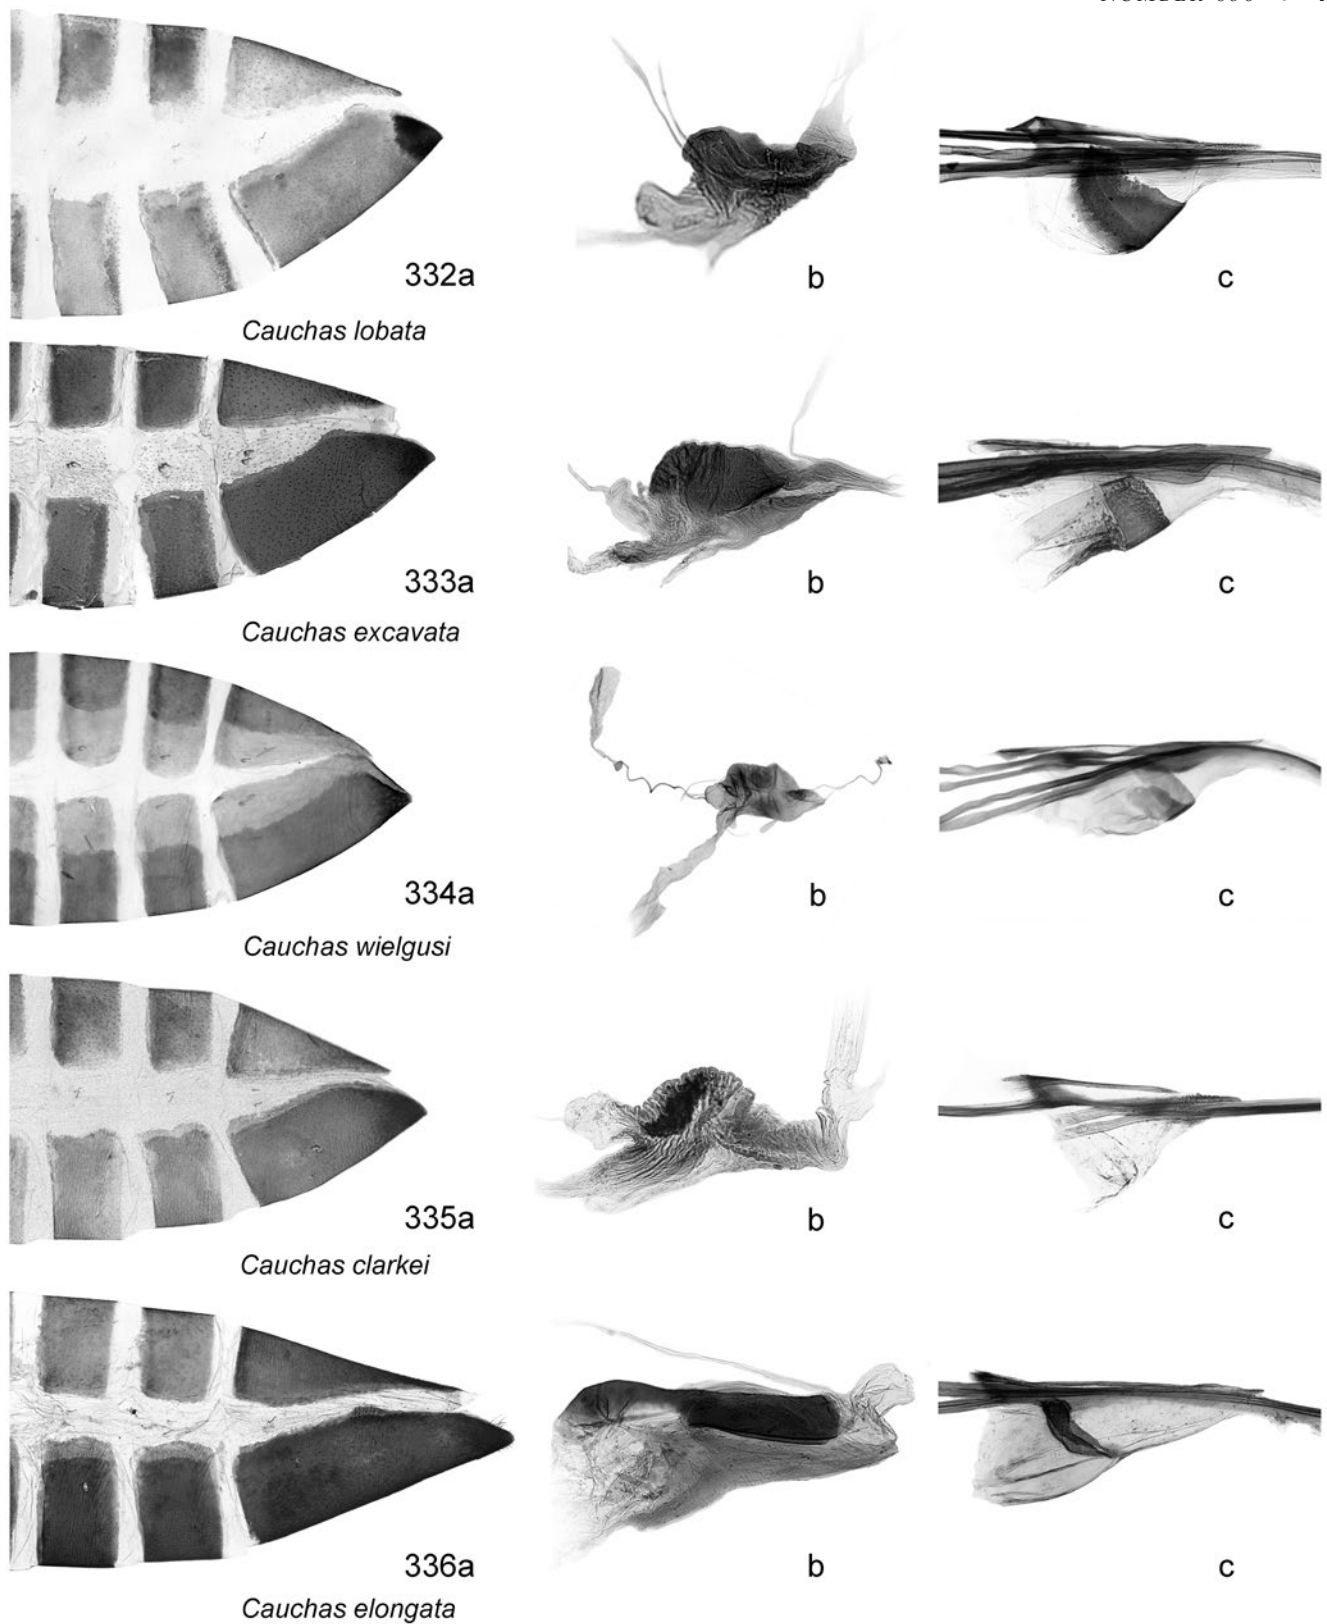 332a b c
Cauchas lobata
333a b c
Cauchas excavata
334a b c
Cauchas wielgusi
335a b c
Cauchas clarkei
336a b c
Cauchas elongata